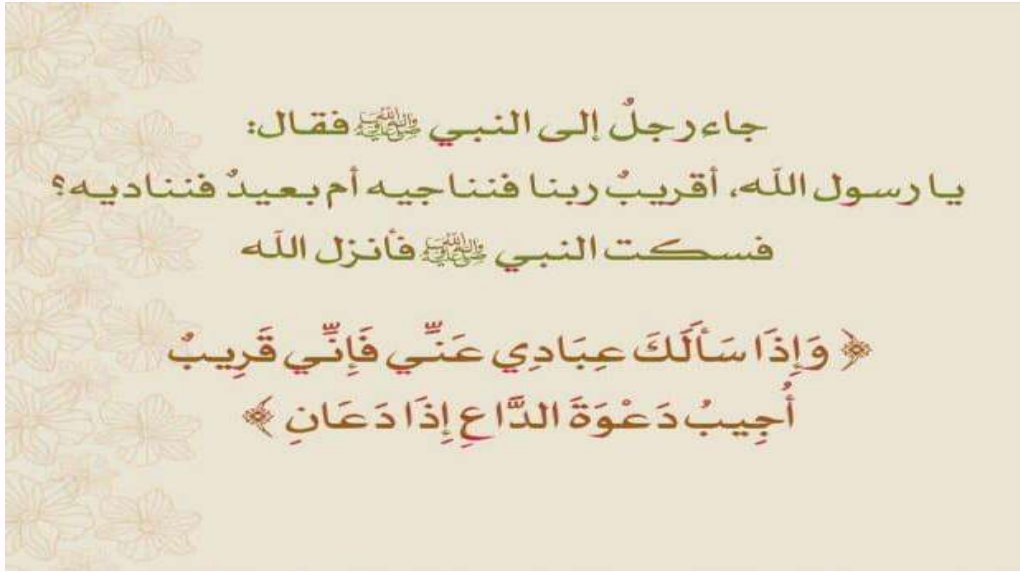 جاء رجلٌ إلى النبي ﷺ فقال:
يا رسول الله، أقريبٌ ربنا فنناجيه أم بعيدٌ فنناديه؟
فسكت النبي ﷺ فأنزل الله
﴿ وَإِذَا سَأَلَكَ عِبَادِي عَنِّي فَإِنِّي قَرِيبٌ
أُجِيبُ دَعْوَةَ الدَّاعِ إِذَا دَعَانِ ﴾